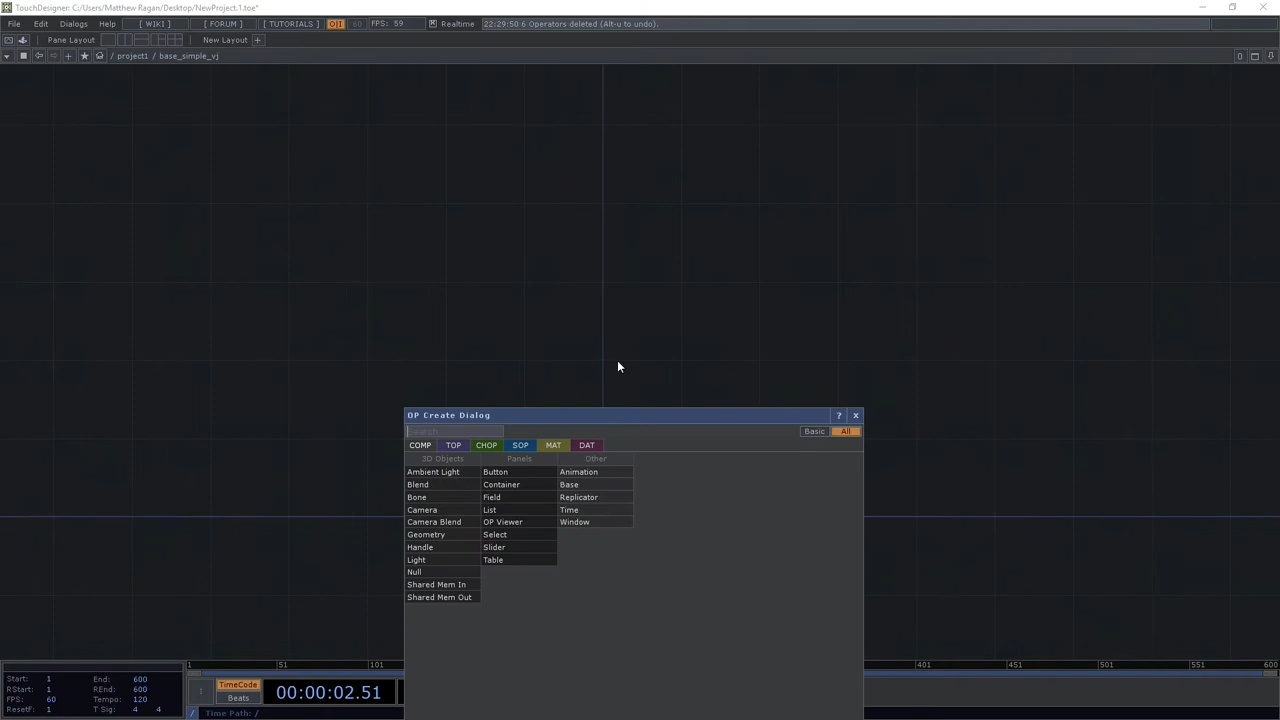 TouchDesigner: C:/Users/Matthew Ragan/Desktop/NewProject.1.toe*
File Edit Dialogs Help [ WIKI ] [ FORUM ] [ TUTORIALS ] O|I 60 FPS: 59 Realtime 22:29:50 6 Operators deleted (Alt-u to undo).
Pane Layout New Layout +
+ / project1 / base_simple_vj 0
OP Create Dialog ? x
Search Basic All
COMP TOP CHOP SOP MAT DAT
3D Objects Panels Other
Ambient Light Button Animation
Blend Container Base
Bone Field Replicator
Camera List Time
Camera Blend OP Viewer Window
Geometry Select
Handle Slider
Light Table
Null
Shared Mem In
Shared Mem Out
1 51 101 401 451 501 551 600
Start: 1 End: 600
RStart: 1 REnd: 600
FPS: 60 Tempo: 120
ResetF: 1 T Sig: 4 4
1 TimeCode 00:00:02.51
Beats
/ Time Path: /